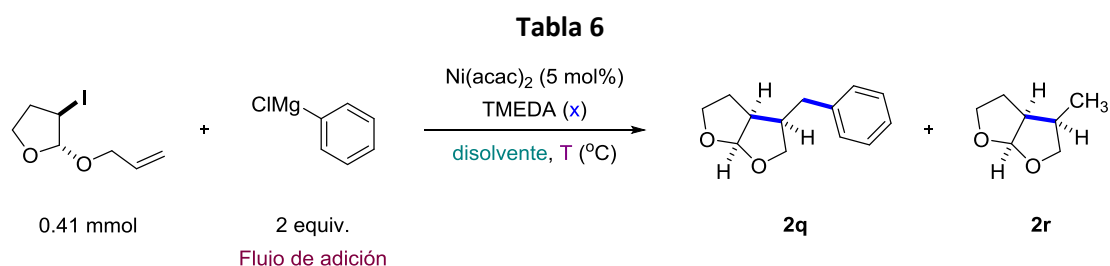 Tabla 6
I
O
O
0.41 mmol
+
ClMg
2 equiv.
Flujo de adición
Ni(acac)2 (5 mol%)
TMEDA (x)
disolvente, T (ºC)
H
O
H
O
H
2q
+
H
CH3
O
H
O
H
2r